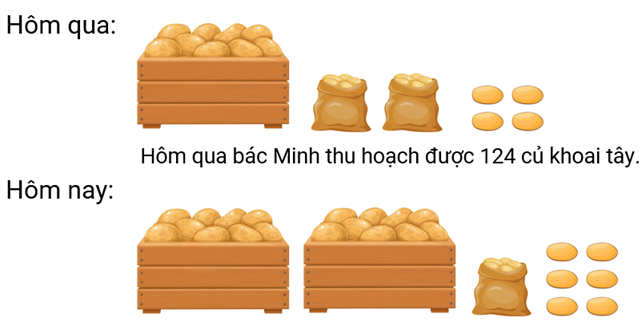 Hôm qua:
Hôm qua bác Minh thu hoạch được 124 củ khoai tây.
Hôm nay: